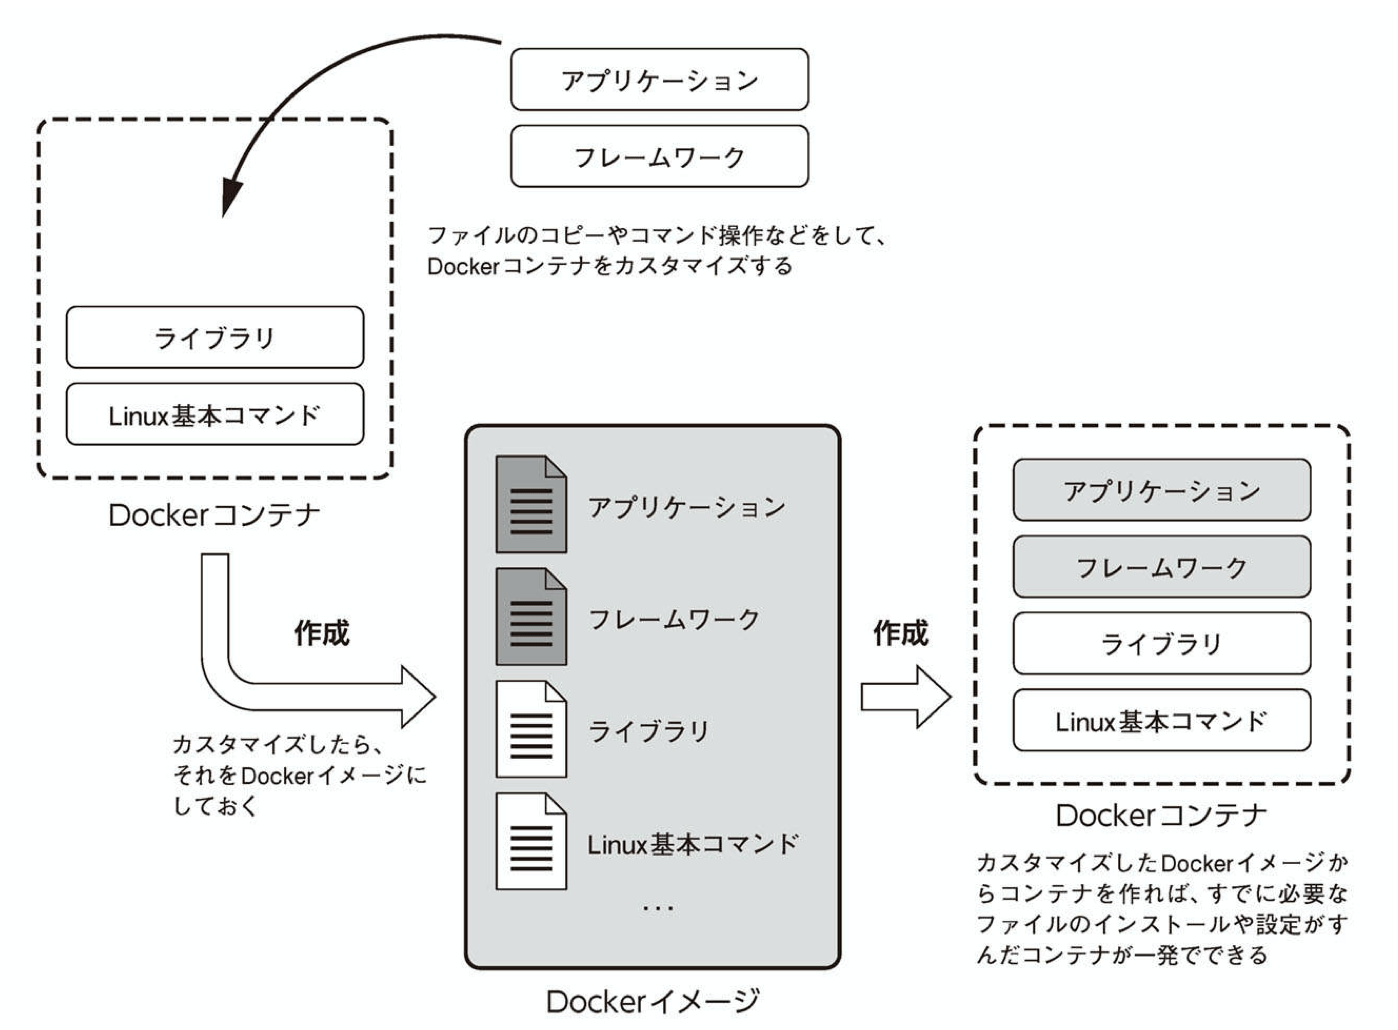 アプリケーション
フレームワーク
ファイルのコピーやコマンド操作などをして、
Dockerコンテナをカスタマイズする
ライブラリ
Linux基本コマンド
Dockerコンテナ
作成
カスタマイズしたら、
それをDockerイメージに
しておく
アプリケーション
フレームワーク
ライブラリ
Linux基本コマンド
...
Dockerイメージ
作成
アプリケーション
フレームワーク
ライブラリ
Linux基本コマンド
Dockerコンテナ
カスタマイズしたDockerイメージか
らコンテナを作れば、すでに必要な
ファイルのインストールや設定がす
んだコンテナが一発でできる